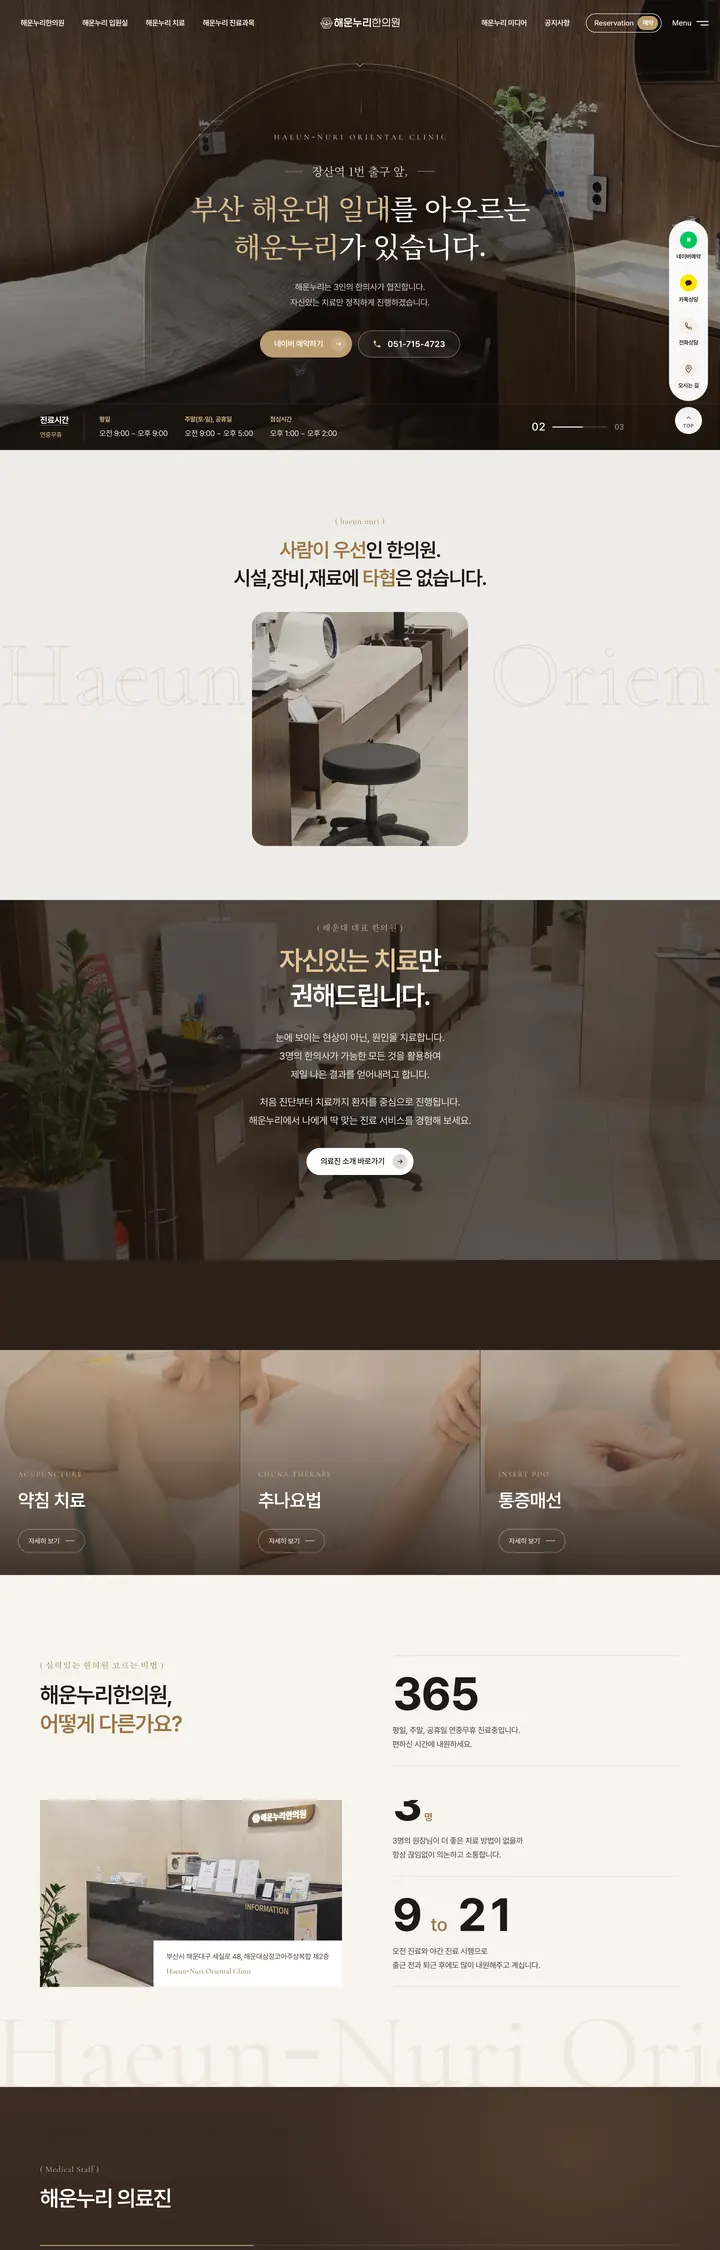 해운누리한의원
해운누리 입원실
해운누리 치료
해운누리 진료과목
해운누리한의원
해운누리 미디어
공지사항
Reservation 예약
Menu
HAEUN-NURI ORIENTAL CLINIC
장산역 1번 출구 앞,
부산 해운대 일대를 아우르는
해운누리가 있습니다.
해운누리는 3인의 한의사가 협진합니다.
자신있는 치료만 정직하게 진행하겠습니다.
네이버 예약하기
051-715-4723
네이버예약
카톡상담
전화상담
오시는 길
TOP
진료시간
연중무휴
평일
오전 9:00 ~ 오후 9:00
주말(토·일), 공휴일
오전 9:00 ~ 오후 5:00
점심시간
오후 1:00 ~ 오후 2:00
02
03
( haeun nuri )
사람이 우선인 한의원.
시설,장비,재료에 타협은 없습니다.
Haeun
Orien
( 해운대 대표 한의원 )
자신있는 치료만
권해드립니다.
눈에 보이는 현상이 아닌, 원인을 치료합니다.
3명의 한의사가 가능한 모든 것을 활용하여
제일 나은 결과를 얻어내려고 합니다.
처음 진단부터 치료까지 환자를 중심으로 진행됩니다.
해운누리에서 나에게 딱 맞는 진료 서비스를 경험해 보세요.
의료진 소개 바로가기
ACUPUNCTURE
약침 치료
자세히 보기
CHUNA THERAPY
추나요법
자세히 보기
INSERT PDO
통증매선
자세히 보기
( 실력있는 한의원 고르는 비법 )
해운누리한의원,
어떻게 다른가요?
365
평일, 주말, 공휴일 연중무휴 진료중입니다.
편하신 시간에 내원하세요.
3 명
3명의 원장님이 더 좋은 치료 방법이 없을까
항상 끊임없이 의논하고 소통합니다.
9 to 21
오전 진료와 야간 진료 시행으로
출근 전과 퇴근 후에도 많이 내원해주고 계십니다.
해운누리한의원
INFORMATION
부산시 해운대구 세실로 48, 해운대삼정코아주상복합 제2층
Haeun-Nuri Oriental Clinic
Haeun-Nuri Orie
( Medical Staff )
해운누리 의료진